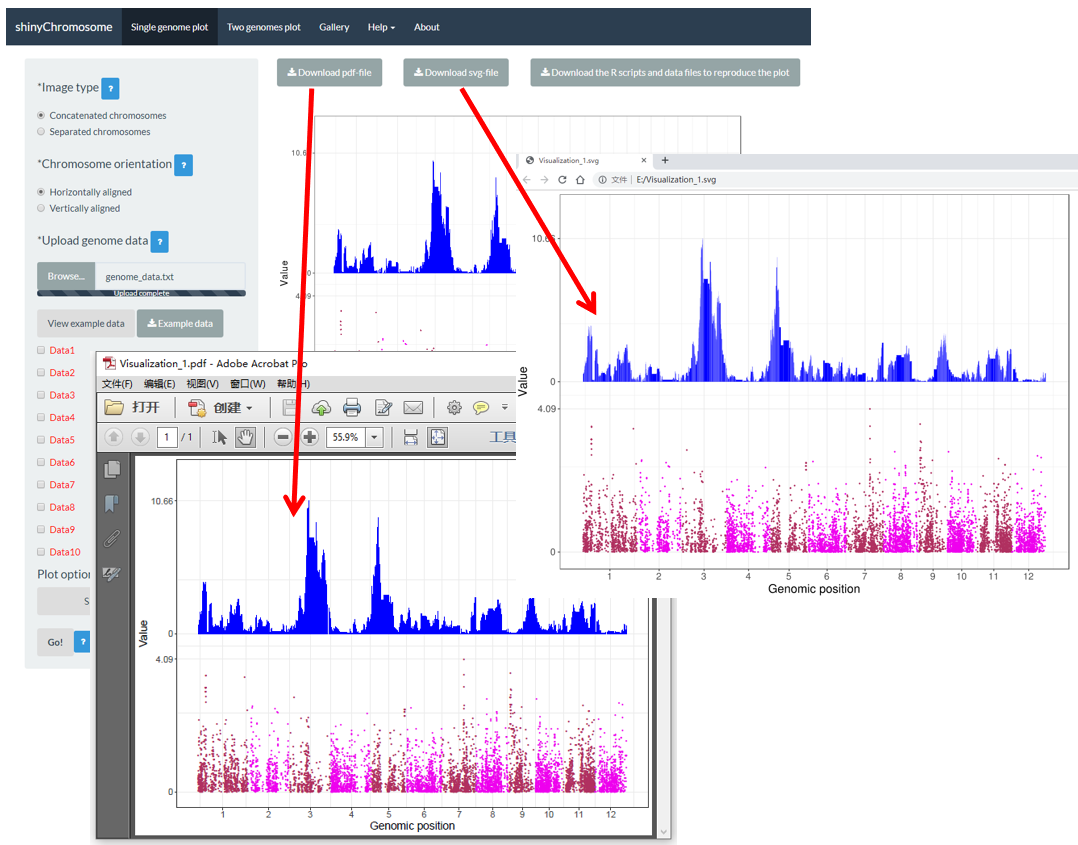 shinyChromosome Single genome plot Two genomes plot Gallery Help About
Download pdf-file Download svg-file Download the R scripts and data files to reproduce the plot
*Image type ?
Concatenated chromosomes
Separated chromosomes
*Chromosome orientation ?
Horizontally aligned
Vertically aligned
*Upload genome data ?
Browse... genome_data.txt
Upload complete
View example data Example data
Data1
Data2
Data3
Data4
Data5
Data6
Data7
Data8
Data9
Data10
Plot option
S
Go! ?
10.6
Value
0
4.09
Visualization_1.svg × +
文件 E:/Visualization_1.svg
10.66
Value
0
4.09
0
1 2 3 4 5 6 7 8 9 10 11 12
Genomic position
Visualization_1.pdf - Adobe Acrobat Pro
文件(F) 编辑(E) 视图(V) 窗口(W) 帮助(H)
打开 创建
1 / 1 55.9% 工具
10.66
Value
0
4.09
0
1 2 3 4 5 6 7 8 9 10 11 12
Genomic position